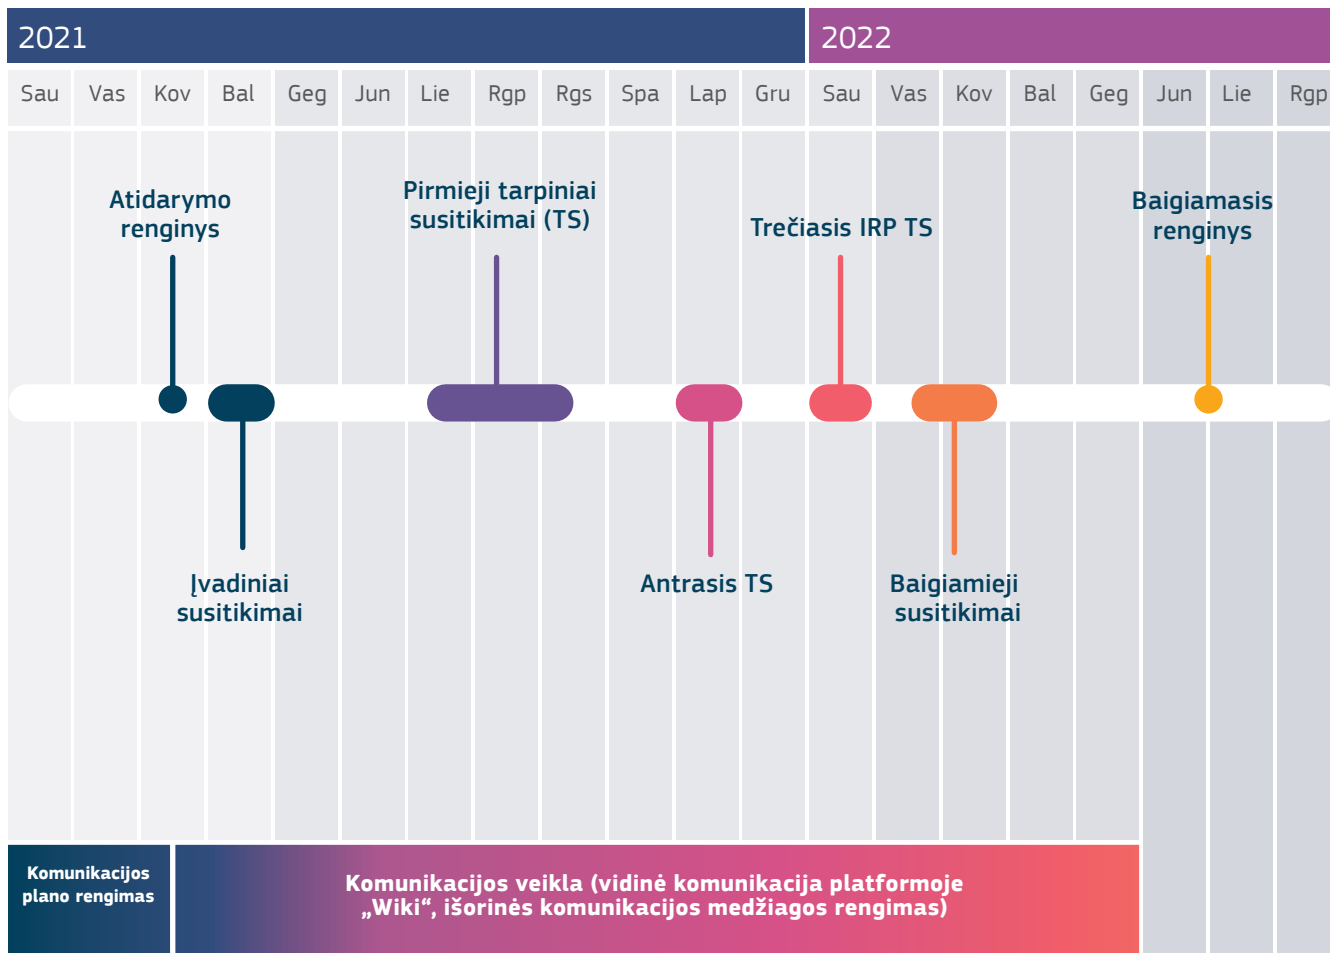 2021
2022
Sau Vas Kov Bal Geg Jun Lie Rgp Rgs Spa Lap Gru Sau Vas Kov Bal Geg Jun Lie Rgp
Atidarymo
renginys
Pirmieji tarpiniai
susitikimai (TS)
Trečiasis IRP TS
Baigiamasis
renginys
Įvadiniai
susitikimai
Antrasis TS
Baigiamieji
susitikimai
Komunikacijos
plano rengimas
Komunikacijos veikla (vidinė komunikacija platformoje
„Wiki“, išorinės komunikacijos medžiagos rengimas)